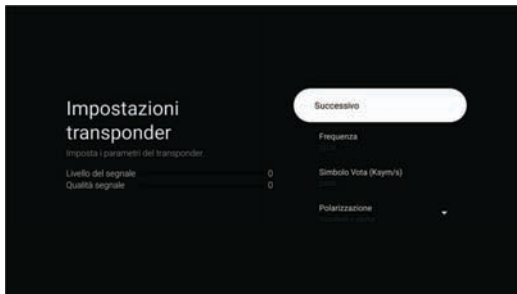 Impostazioni
transponder
Imposta i parametri del transponder
Livello del segnale 0
Qualità segnale 0
Successivo
Frequenza
Simbolo Vota (Ksym/s)
Polarizzazione